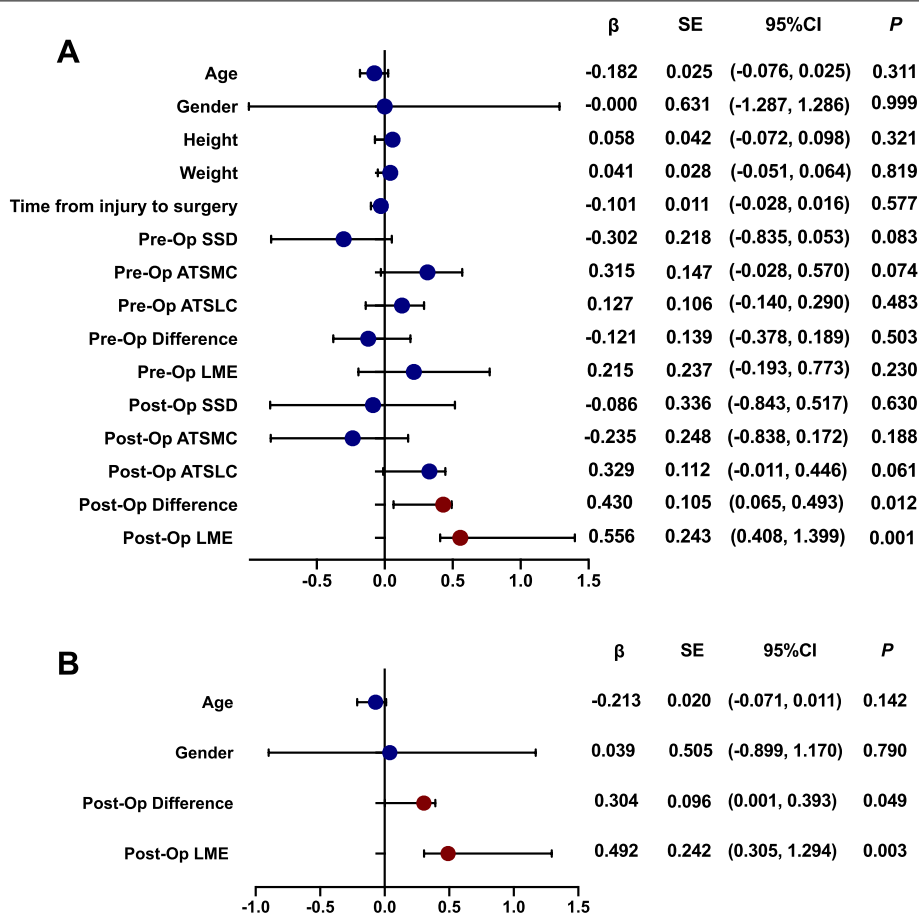 β SE 95%CI P
A
Age -0.182 0.025 (-0.076, 0.025) 0.311
Gender -0.000 0.631 (-1.287, 1.286) 0.999
Height 0.058 0.042 (-0.072, 0.098) 0.321
Weight 0.041 0.028 (-0.051, 0.064) 0.819
Time from injury to surgery -0.101 0.011 (-0.028, 0.016) 0.577
Pre-Op SSD -0.302 0.218 (-0.835, 0.053) 0.083
Pre-Op ATSMC 0.315 0.147 (-0.028, 0.570) 0.074
Pre-Op ATSLC 0.127 0.106 (-0.140, 0.290) 0.483
Pre-Op Difference -0.121 0.139 (-0.378, 0.189) 0.503
Pre-Op LME 0.215 0.237 (-0.193, 0.773) 0.230
Post-Op SSD -0.086 0.336 (-0.843, 0.517) 0.630
Post-Op ATSMC -0.235 0.248 (-0.838, 0.172) 0.188
Post-Op ATSLC 0.329 0.112 (-0.011, 0.446) 0.061
Post-Op Difference 0.430 0.105 (0.065, 0.493) 0.012
Post-Op LME 0.556 0.243 (0.408, 1.399) 0.001
-0.5 0.0 0.5 1.0 1.5
β SE 95%CI P
B
Age -0.213 0.020 (-0.071, 0.011) 0.142
Gender 0.039 0.505 (-0.899, 1.170) 0.790
Post-Op Difference 0.304 0.096 (0.001, 0.393) 0.049
Post-Op LME 0.492 0.242 (0.305, 1.294) 0.003
-1.0 -0.5 0.0 0.5 1.0 1.5